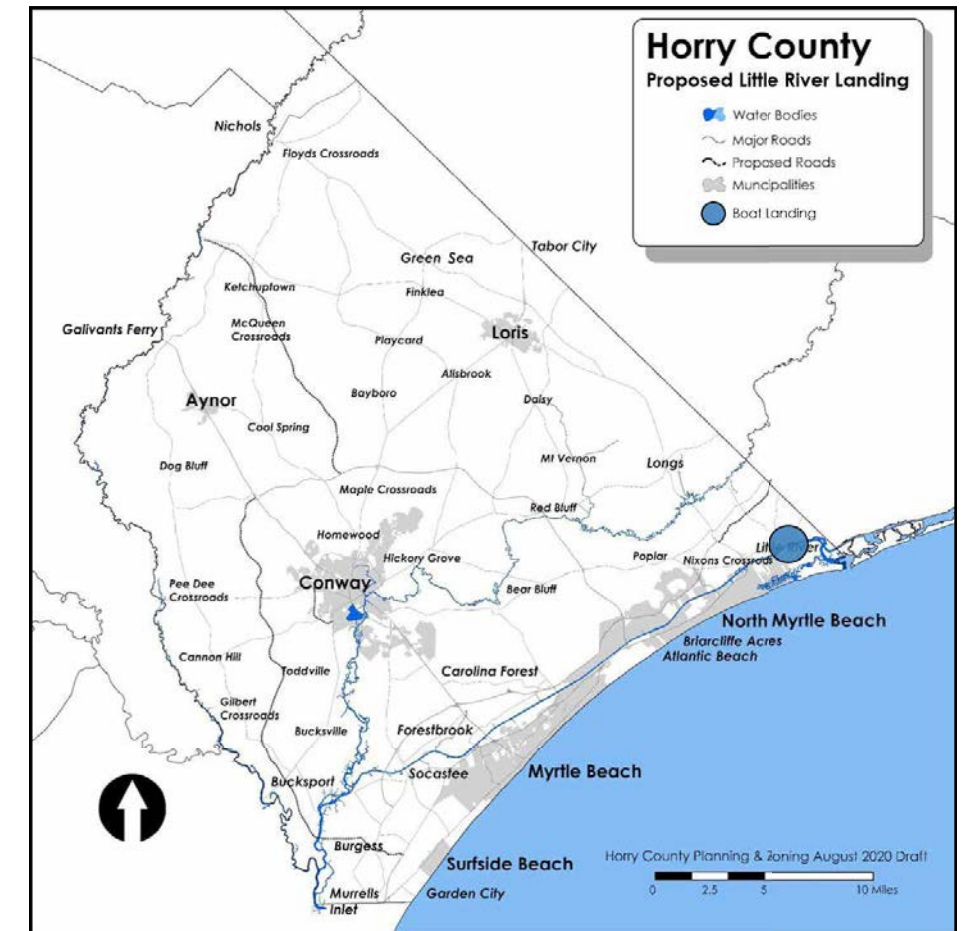 Horry County
Proposed Little River Landing
Water Bodies
Major Roads
Proposed Roads
Muncipalities
Boat Landing
Nichols
Floyds Crossroads
Tabor City
Green Sea
Ketchuptown
Finklea
Galivants Ferry
McQueen
Crossroads
Playcard
Loris
Allsbrook
Aynor
Bayboro
Daisy
Cool Spring
Dog Bluff
Mt Vernon
Longs
Maple Crossroads
Red Bluff
Homewood
Hickory Grove
Poplar
Little River
Nixons Crossroads
Conway
Pee Dee
Crossroads
Bear Bluff
North Myrtle Beach
Briarcliffe Acres
Atlantic Beach
Cannon Hill
Toddville
Carolina Forest
Gilbert
Crossroads
Bucksville
Forestbrook
Bucksport
Socastee
Myrtle Beach
Burgess
Surfside Beach
Horry County Planning & Zoning August 2020 Draft
0 2.5 5 10 Miles
Murrells
Inlet
Garden City